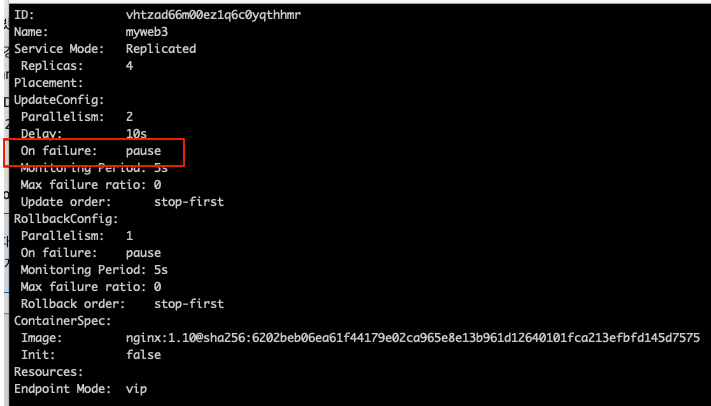 ID: vhtzad66m00ez1q6c0yqthhmr
Name: myweb3
Service Mode: Replicated
Replicas: 4
Placement:
UpdateConfig:
Parallelism: 2
Delay: 10s
On failure: pause
Monitoring Period: 5s
Max failure ratio: 0
Update order: stop-first
RollbackConfig:
Parallelism: 1
On failure: pause
Monitoring Period: 5s
Max failure ratio: 0
Rollback order: stop-first
ContainerSpec:
Image: nginx:1.10@sha256:6202beb06ea61f44179e02ca965e8e13b961d12640101fca213efbfd145d7575
Init: false
Resources:
Endpoint Mode: vip